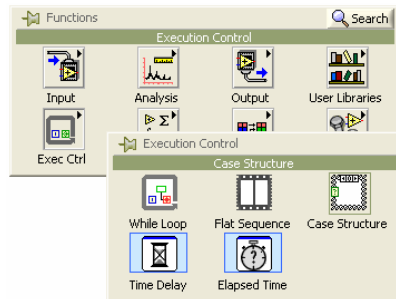 Functions
Search
Execution Control
Input Analysis Output User Libraries
Exec Ctrl
Execution Control
Case Structure
While Loop Flat Sequence Case Structure
Time Delay Elapsed Time